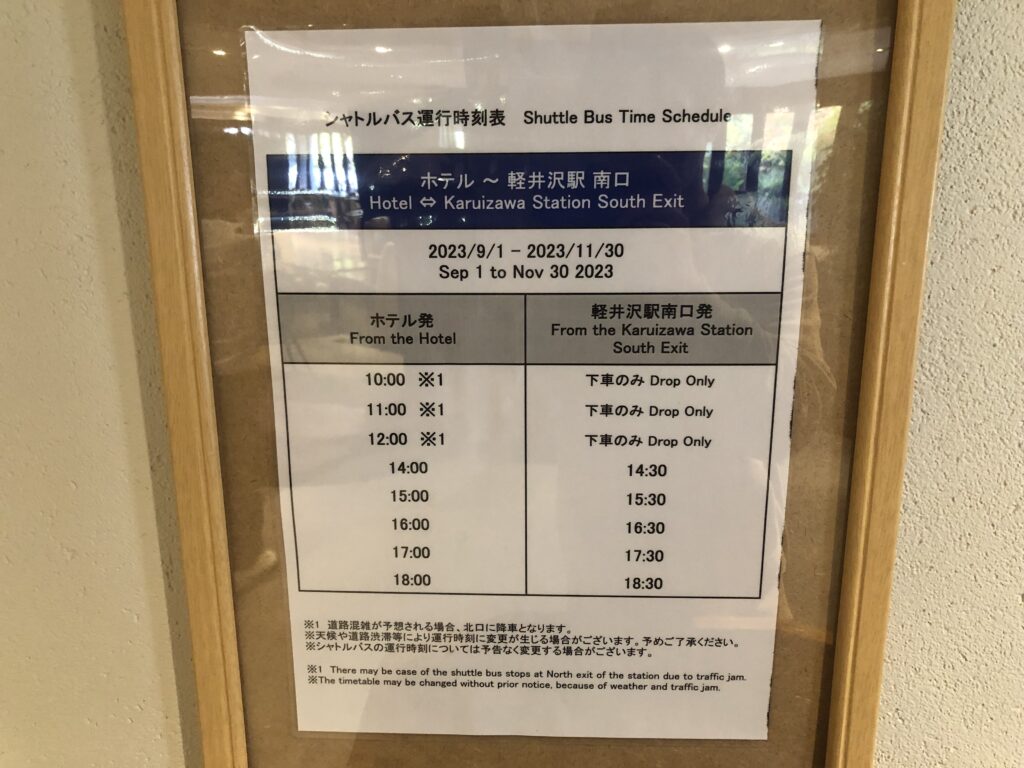 シャトルバス運行時刻表 Shuttle Bus Time Schedule
ホテル ～ 軽井沢駅 南口
Hotel ⇔ Karuizawa Station South Exit
2023/9/1 - 2023/11/30
Sep 1 to Nov 30 2023
ホテル発
From the Hotel
軽井沢駅南口発
From the Karuizawa Station
South Exit
10:00 ※1 下車のみ Drop Only
11:00 ※1 下車のみ Drop Only
12:00 ※1 下車のみ Drop Only
14:00 14:30
15:00 15:30
16:00 16:30
17:00 17:30
18:00 18:30
※1 道路混雑が予想される場合、北口に降車となります。
※天候や道路渋滞等により運行時刻に変更が生じる場合がございます。予めご了承ください。
※シャトルバスの運行時刻については予告なく変更する場合がございます。
※1 There may be case of the shuttle bus stops at North exit of the station due to traffic jam.
※The timetable may be changed without prior notice, because of weather and traffic jam.